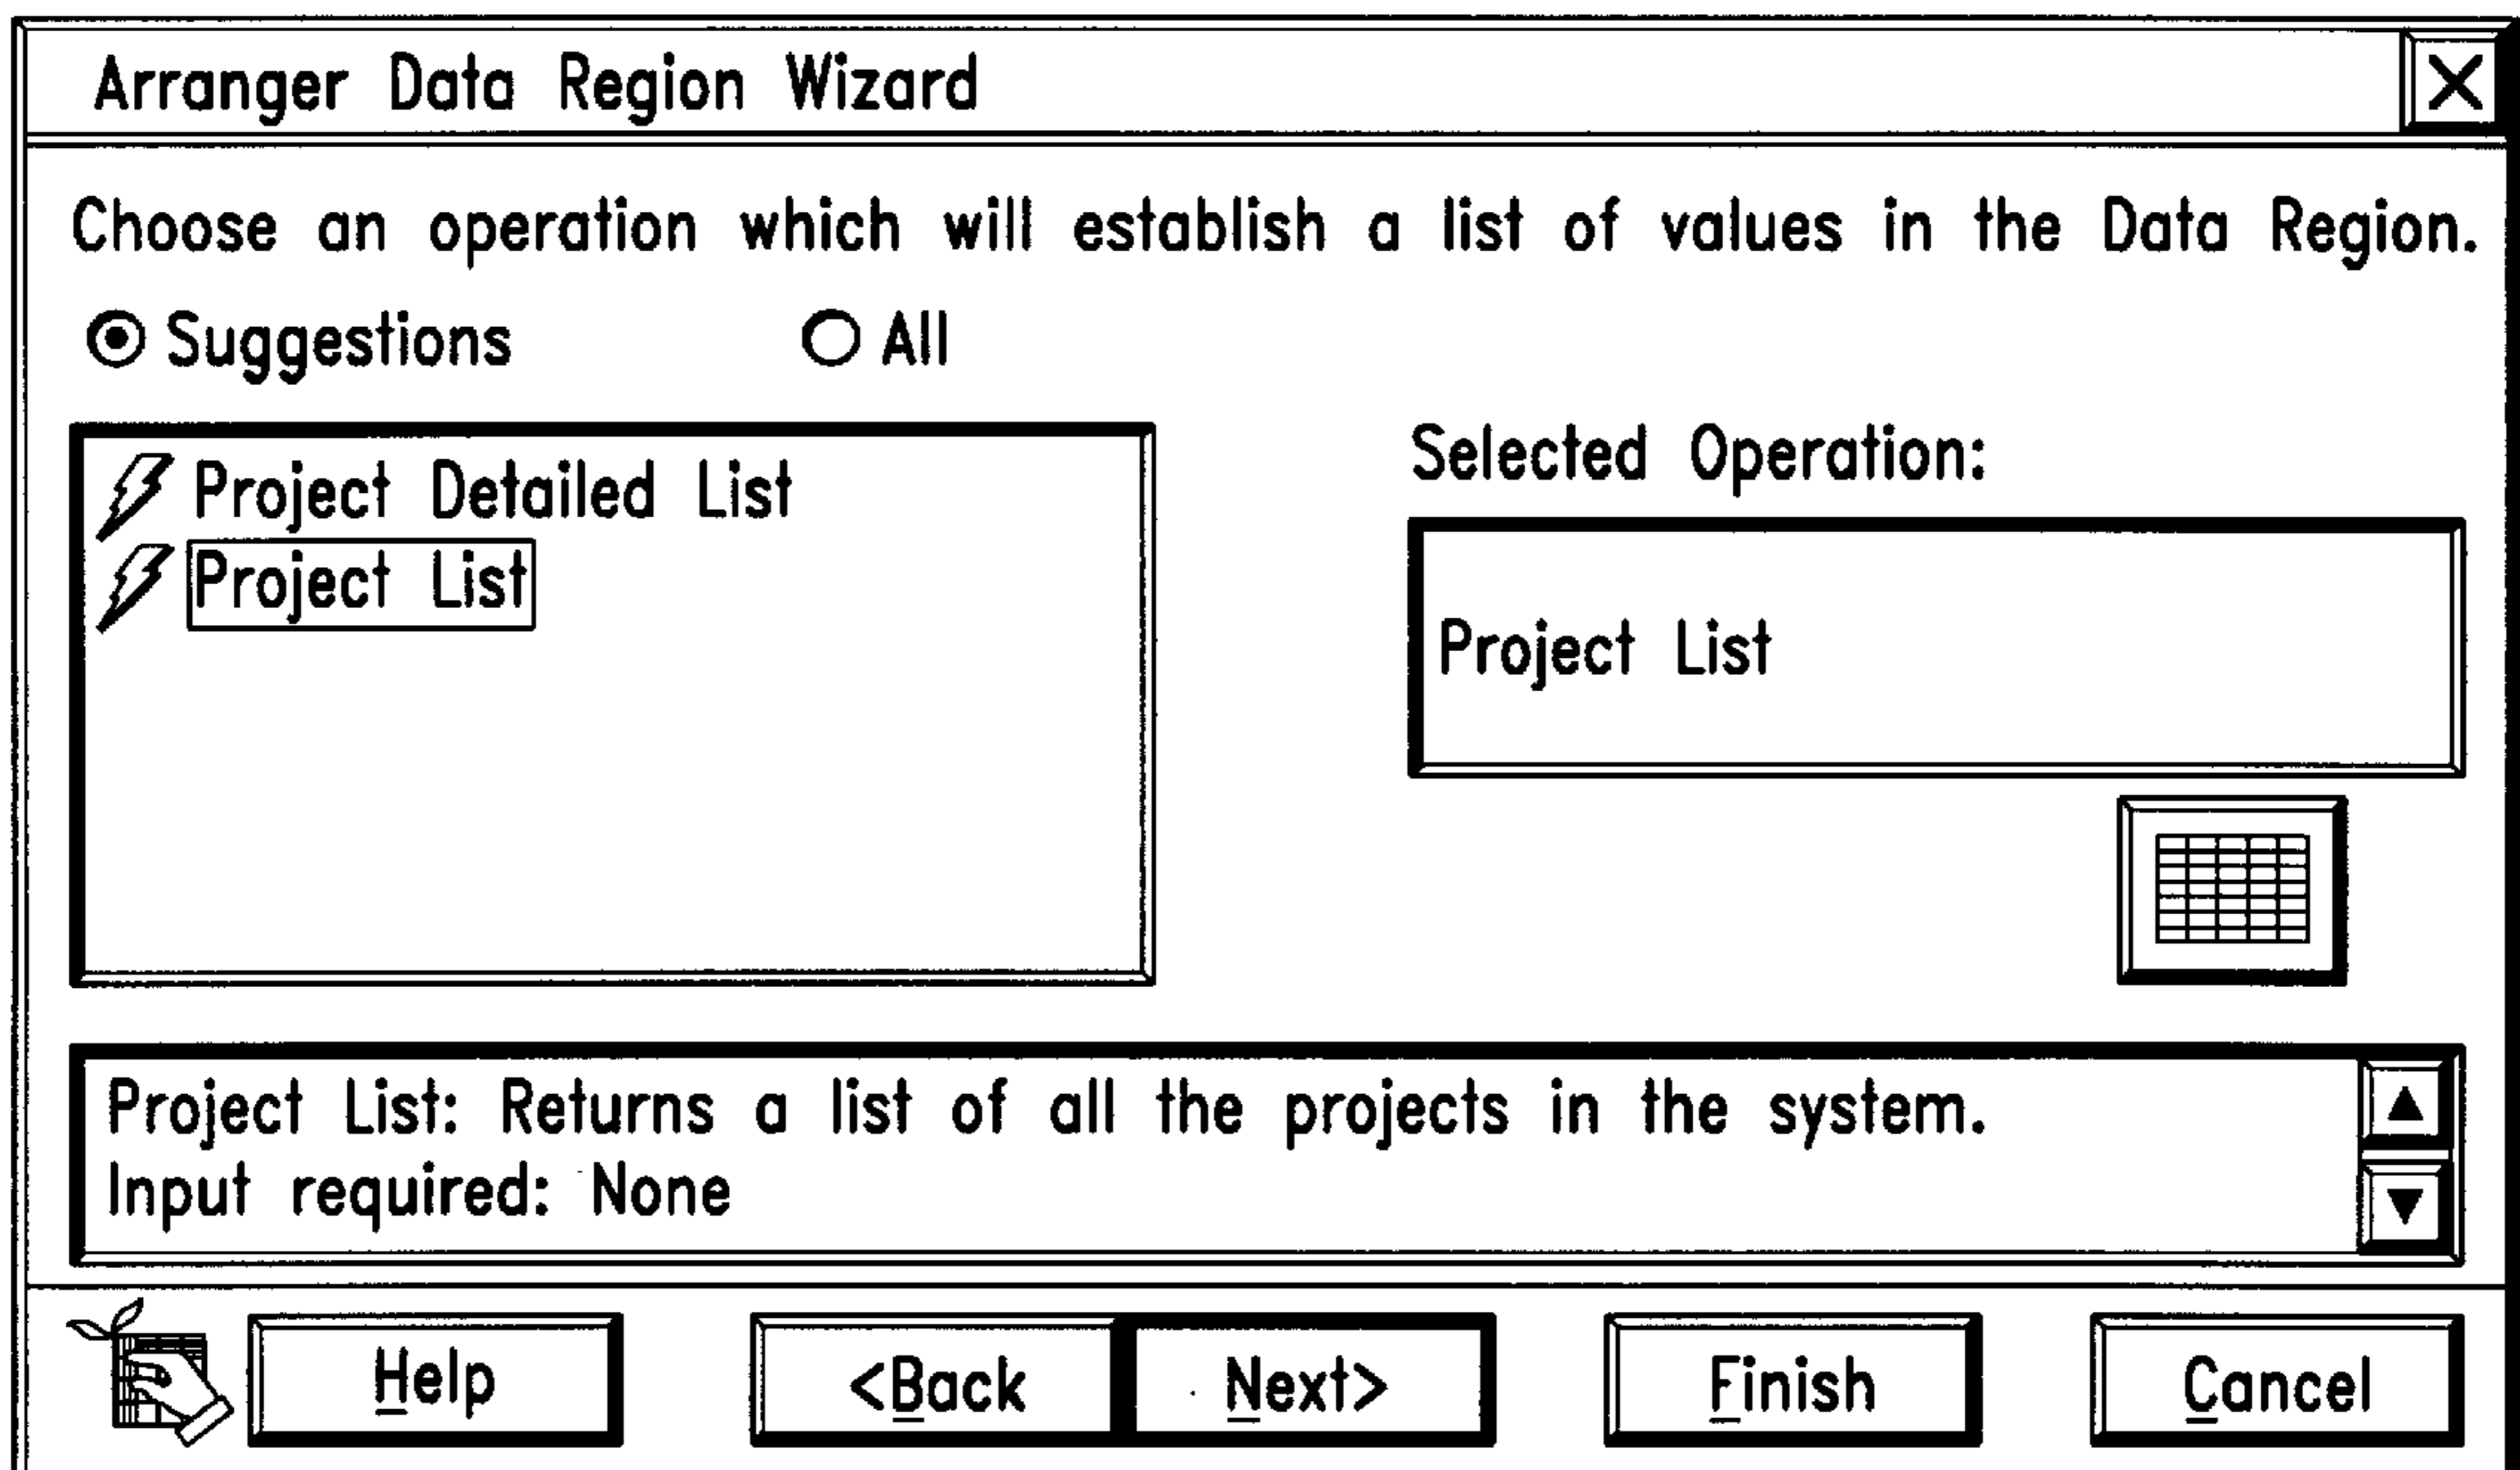 Arranger Data Region Wizard
Choose an operation which will establish a list of values in the Data Region.
Suggestions All
Project Detailed List
Project List
Selected Operation:
Project List
Project List: Returns a list of all the projects in the system.
Input required: None
Help <Back Next> Finish Cancel